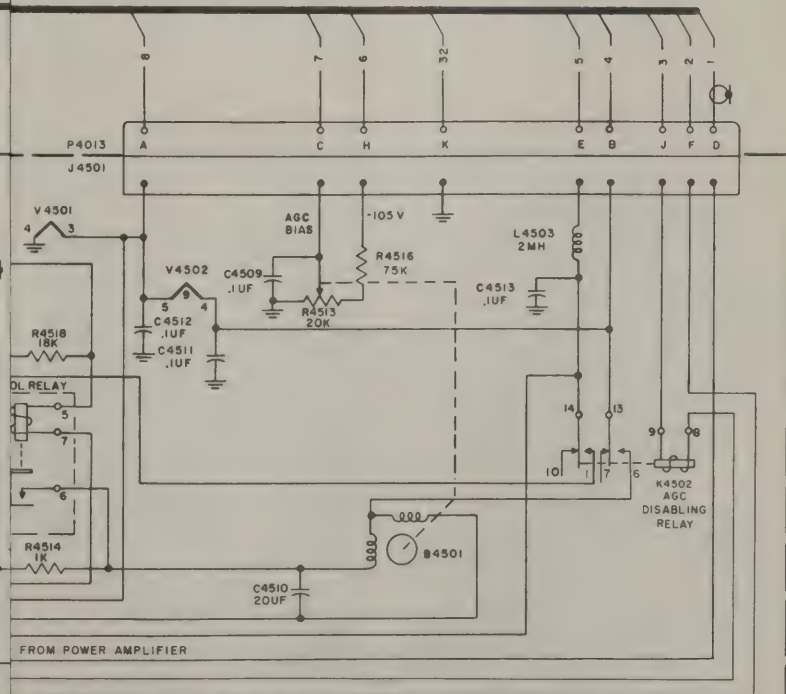 8 7 6 32 5 4 3 2 1
P4013
A C H K E B J F D
J4501
V4501
4 3
AGC
BIAS
-105 V
L4503
2MH
V4502
5 9 4
C4509
.1UF
R4516
75K
C4513
.1UF
R4513
20K
C4512
.1UF
C4511
.1UF
R4518
18K
OL RELAY
5
7
6
14 13
9 8
10 1 7 6
K4502
AGC
DISABLING
RELAY
R4514
1K
B4501
C4510
20UF
FROM POWER AMPLIFIER